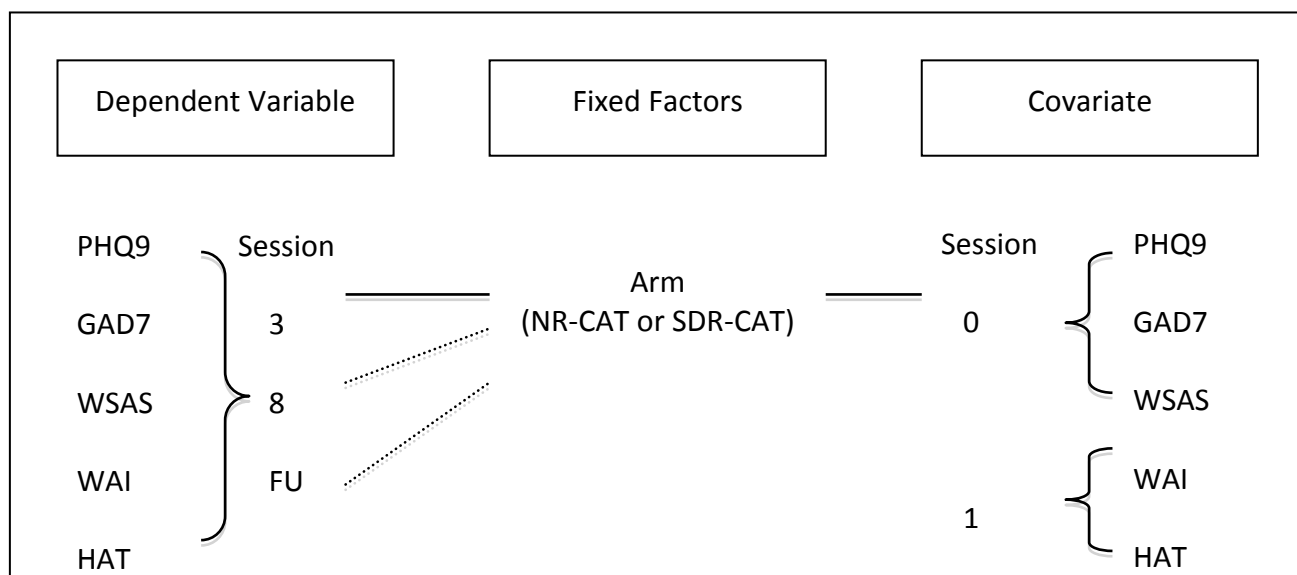 Dependent Variable
Fixed Factors
Covariate
PHQ9
GAD7
WSAS
WAI
HAT
Session
3
8
FU
Arm
(NR-CAT or SDR-CAT)
Session
0
1
PHQ9
GAD7
WSAS
WAI
HAT